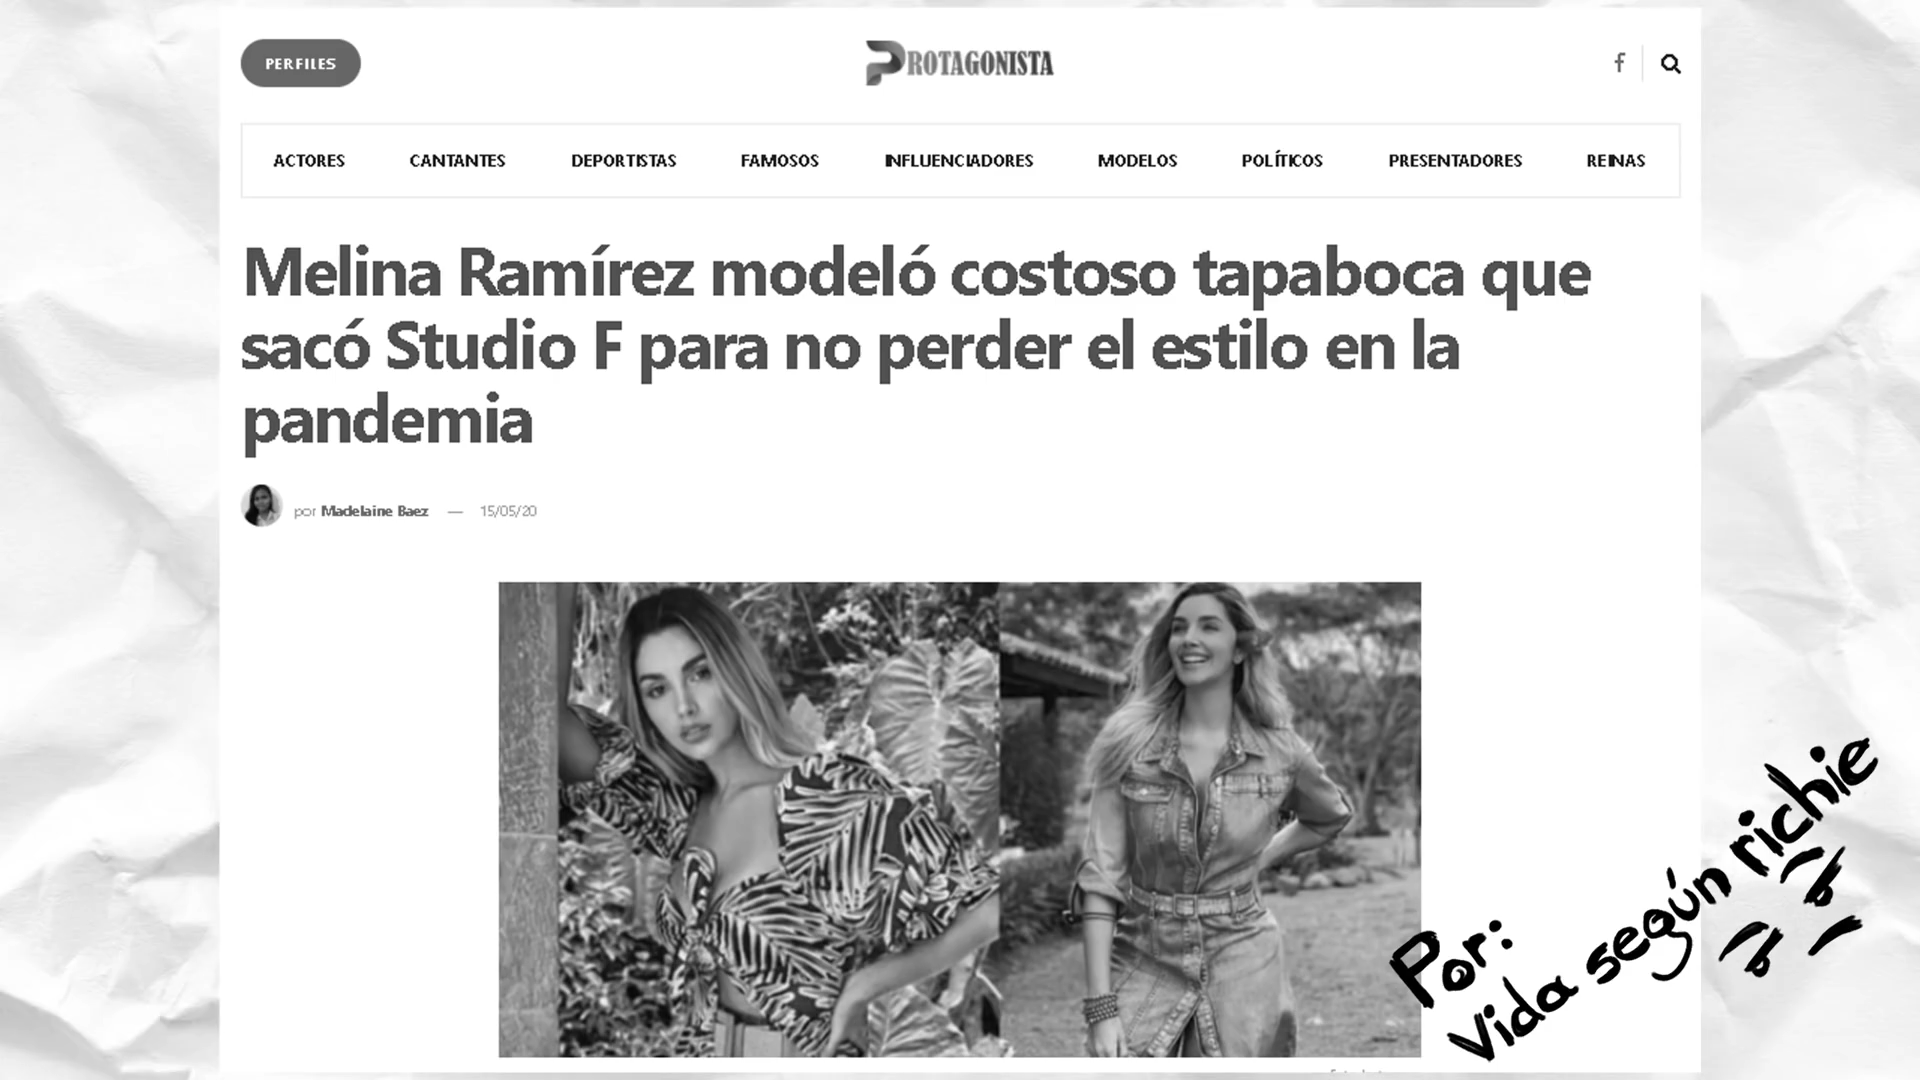 PERFILES
PROTAGONISTA
f
ACTORES CANTANTES DEPORTISTAS FAMOSOS INFLUENCIADORES MODELOS POLÍTICOS PRESENTADORES REINAS
Melina Ramírez modeló costoso tapaboca que
sacó Studio F para no perder el estilo en la
pandemia
por Madelaine Baez — 15/05/20
Por:
vida según richie